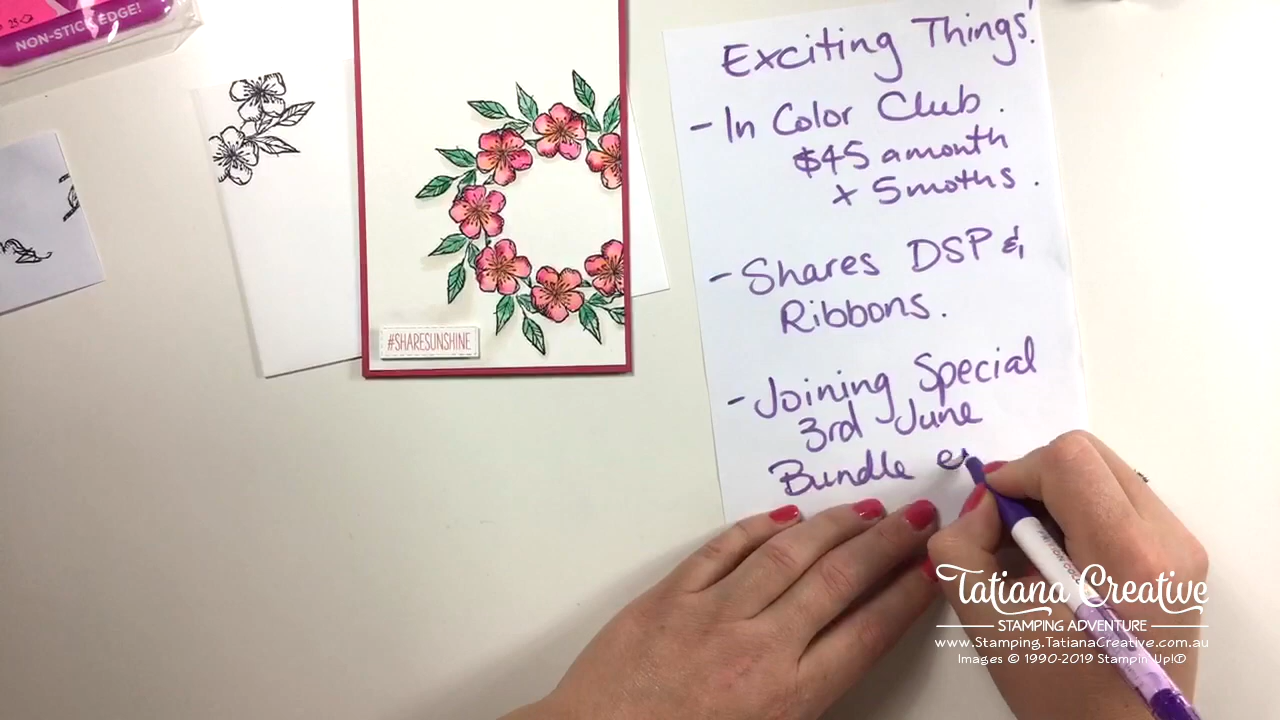 NON-STICK EDGE!
#SHARESUNSHINE
Exciting Things!
- In Color Club.
$45 a month
x 5 moths.
- Shares DSP &
Ribbons.
- Joining Special
3rd June
Bundle
Tatiana Creative
STAMPING ADVENTURE
www.Stamping.TatianaCreative.com.au
Images © 1990-2019 Stampin' Up!©